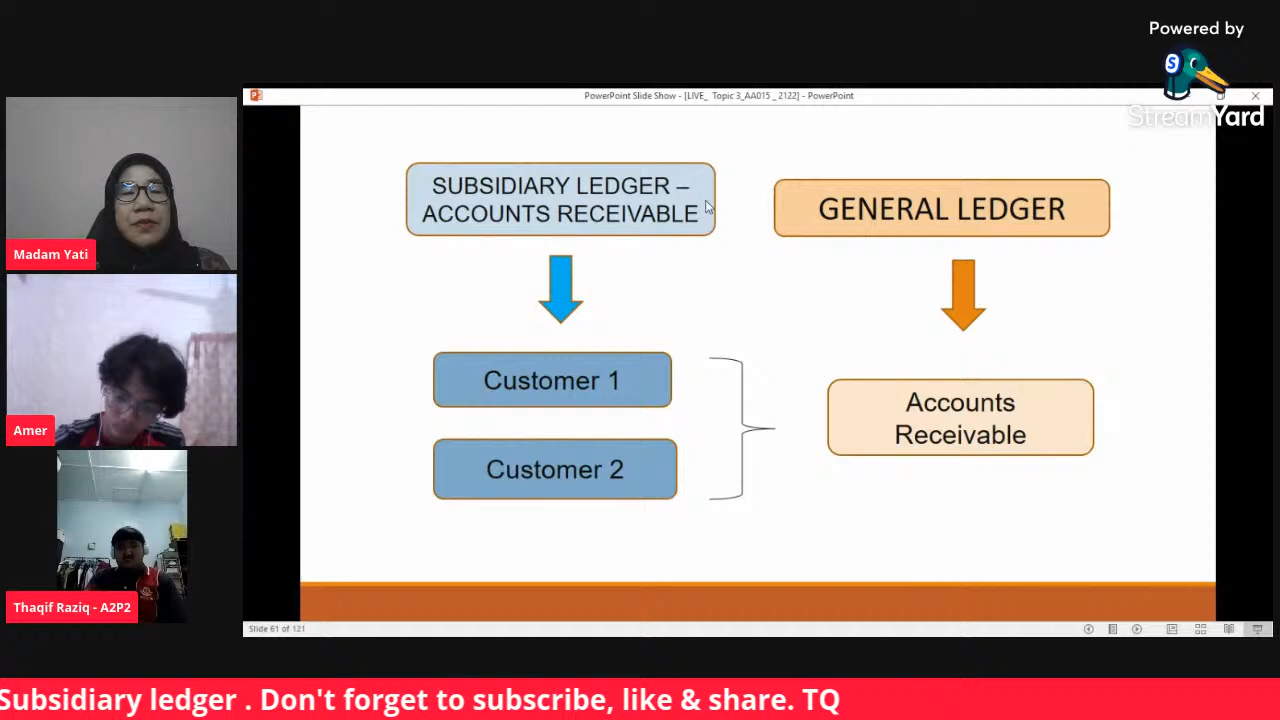 Powered by
StreamYard
PowerPoint Slide Show - [LIVE_ Topic 3_AA015 _ 2122] - PowerPoint
SUBSIDIARY LEDGER –
ACCOUNTS RECEIVABLE
GENERAL LEDGER
Madam Yati
Customer 1
Accounts
Receivable
Amer
Customer 2
Thaqif Raziq - A2P2
Slide 61 of 121
Subsidiary ledger . Don't forget to subscribe, like & share. TQ